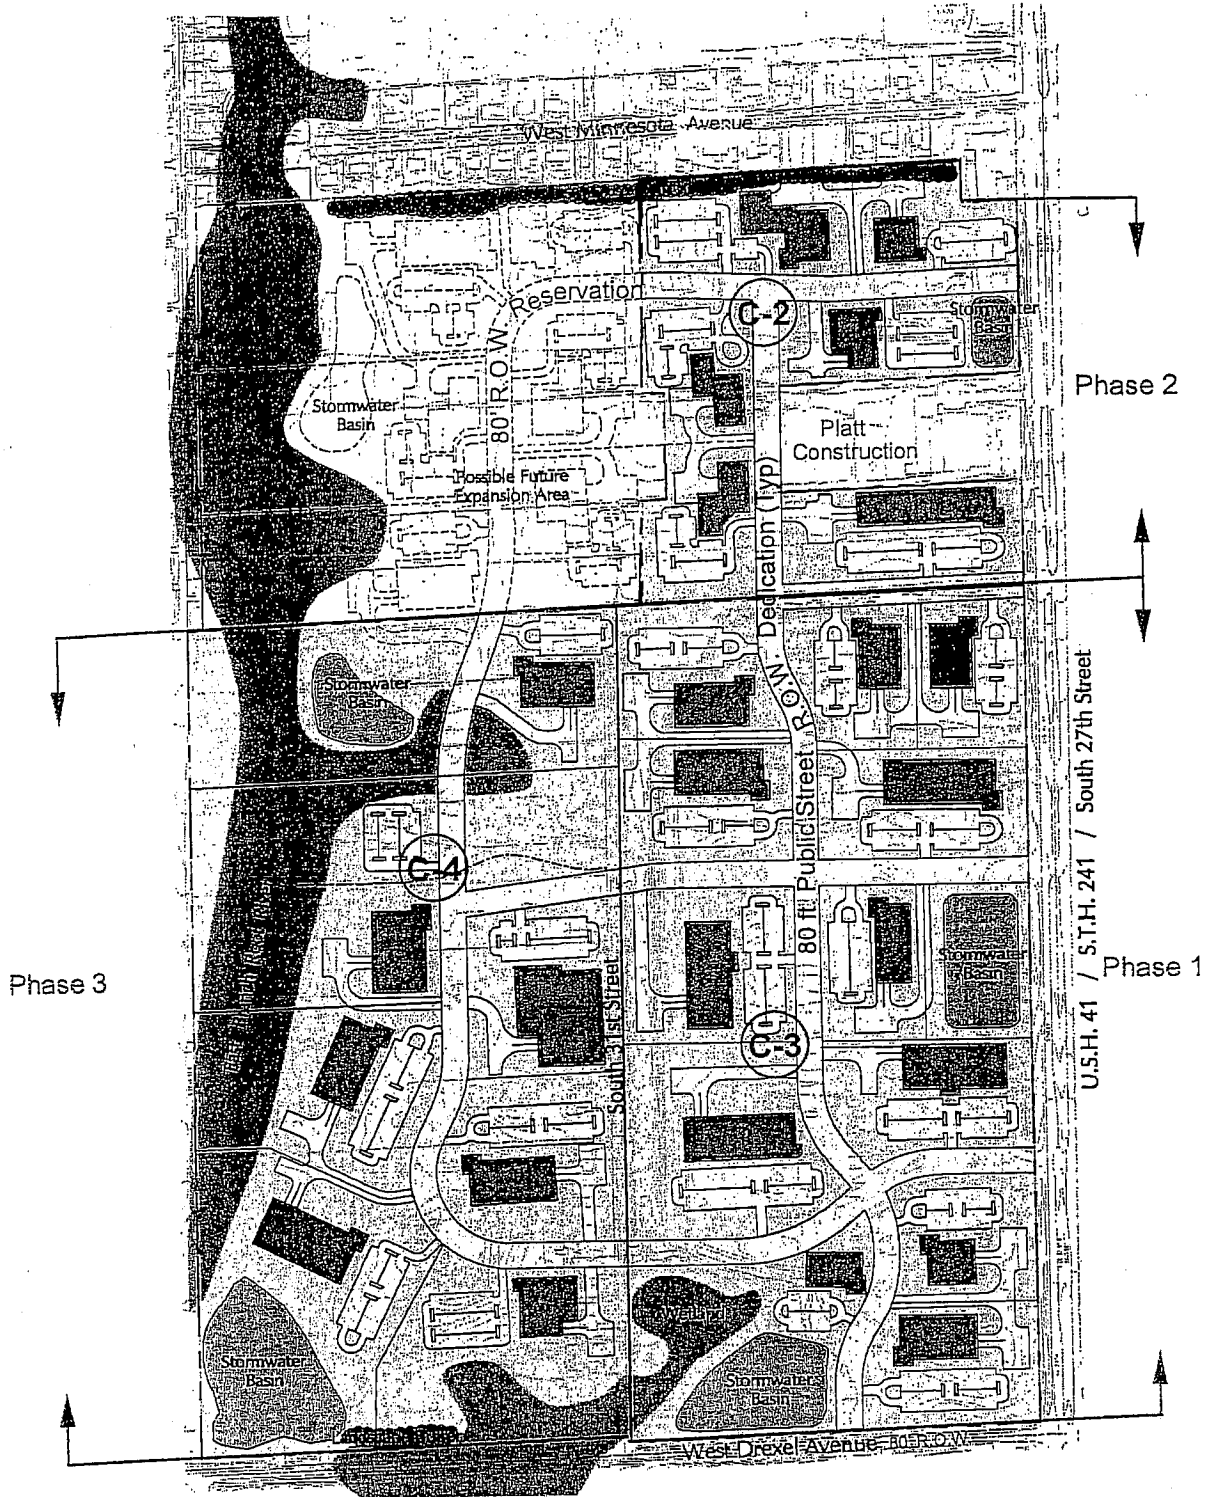 West Minnesota Avenue
Reservation
C-2
Stormwater
Basin
Phase 2
80' R.O.W.
Stormwater
Basin
Platt
Construction
Possible Future
Expansion Area
80 ft. Public Street R.O.W. Dedication (Typ)
Stormwater
Basin
U.S.H. 41 / S.T.H. 241 / South 27th Street
C-4
Stormwater
Basin
Phase 3
Phase 1
South 31st Street
C-3
Wetland
Stormwater
Basin
Stormwater
Basin
West Drexel Avenue 80' R.O.W.